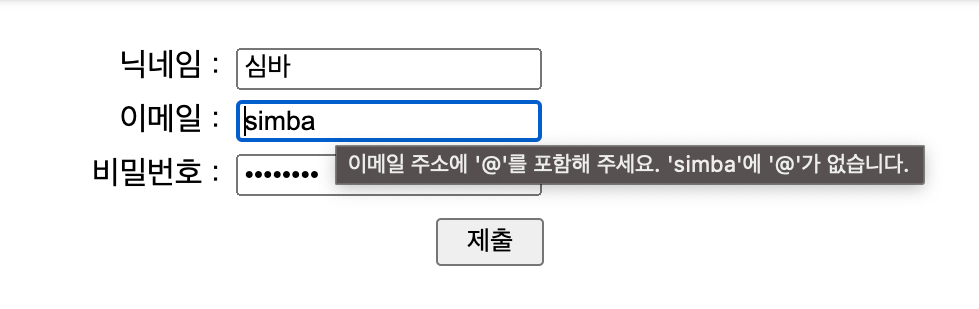 닉네임 : 심바
이메일 : simba
이메일 주소에 '@'를 포함해 주세요. 'simba'에 '@'가 없습니다.
비밀번호 : ••••••••
제출